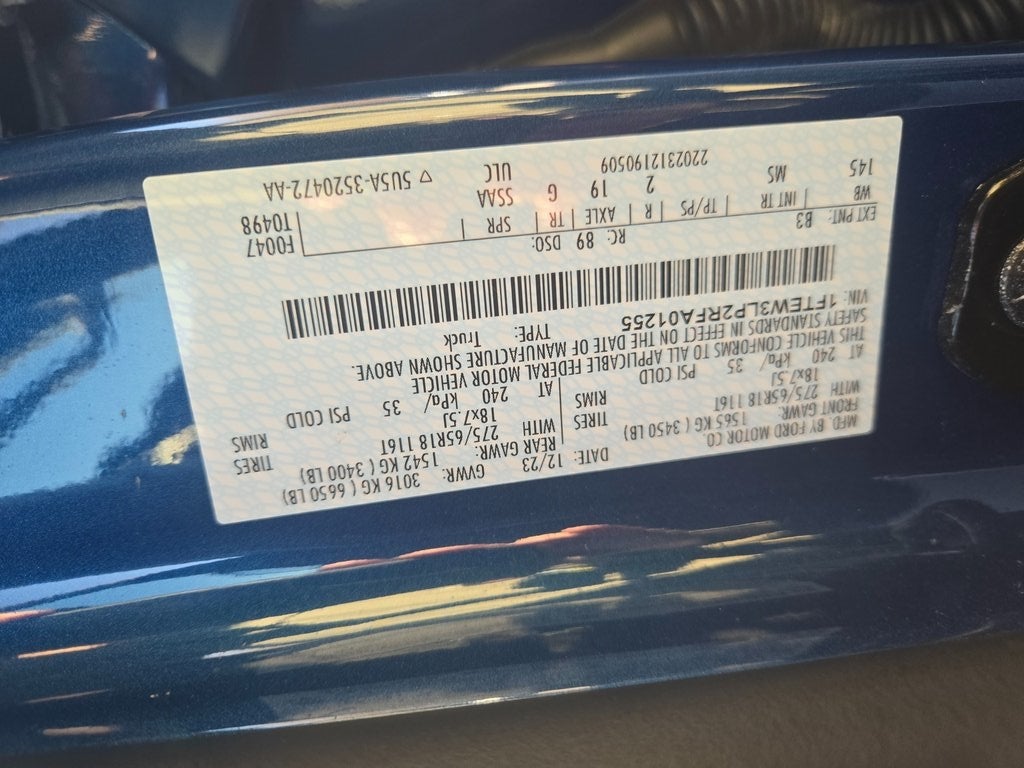 MFD. BY FORD MOTOR CO.
DATE: 12/23
GVWR: 3016 KG ( 6650 LB)
FRONT GAWR: 1565 KG ( 3450 LB)
REAR GAWR: 1542 KG ( 3400 LB)
WITH 275/65R18 116T TIRES
WITH 275/65R18 116T TIRES
18x7.5J RIMS
18x7.5J RIMS
AT 240 kPa/ 35 PSI COLD
AT 240 kPa/ 35 PSI COLD
THIS VEHICLE CONFORMS TO ALL APPLICABLE FEDERAL MOTOR VEHICLE
SAFETY STANDARDS IN EFFECT ON THE DATE OF MANUFACTURE SHOWN ABOVE.
VIN: 1FTEW3LP2RFA01255
TYPE: Truck
EXT PNT: B3 RC: 89 DSO: F0047
T0498
WB INT TR TP/PS R AXLE TR SPR
145 MS 2 19 G SSAA
2202312190509 ULC ▽ 5U5A-3520472-AA